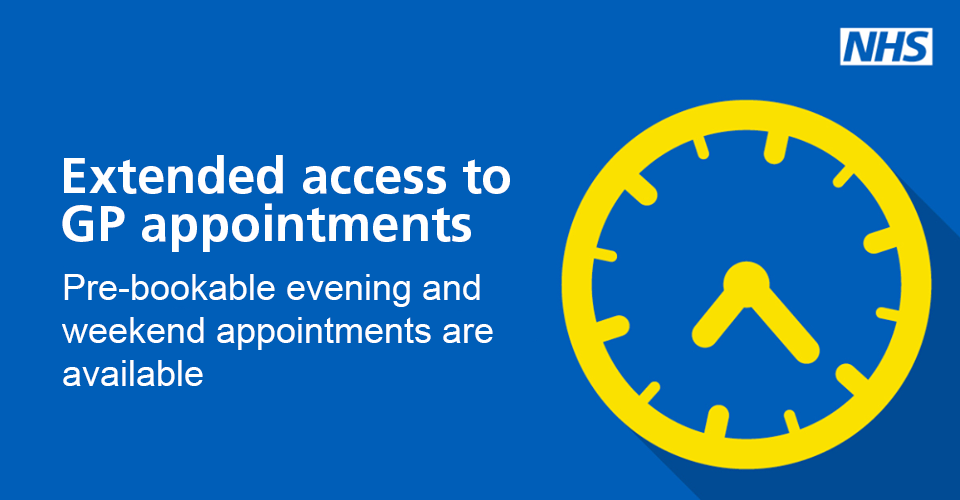 NHS
Extended access to
GP appointments
Pre-bookable evening and
weekend appointments are
available